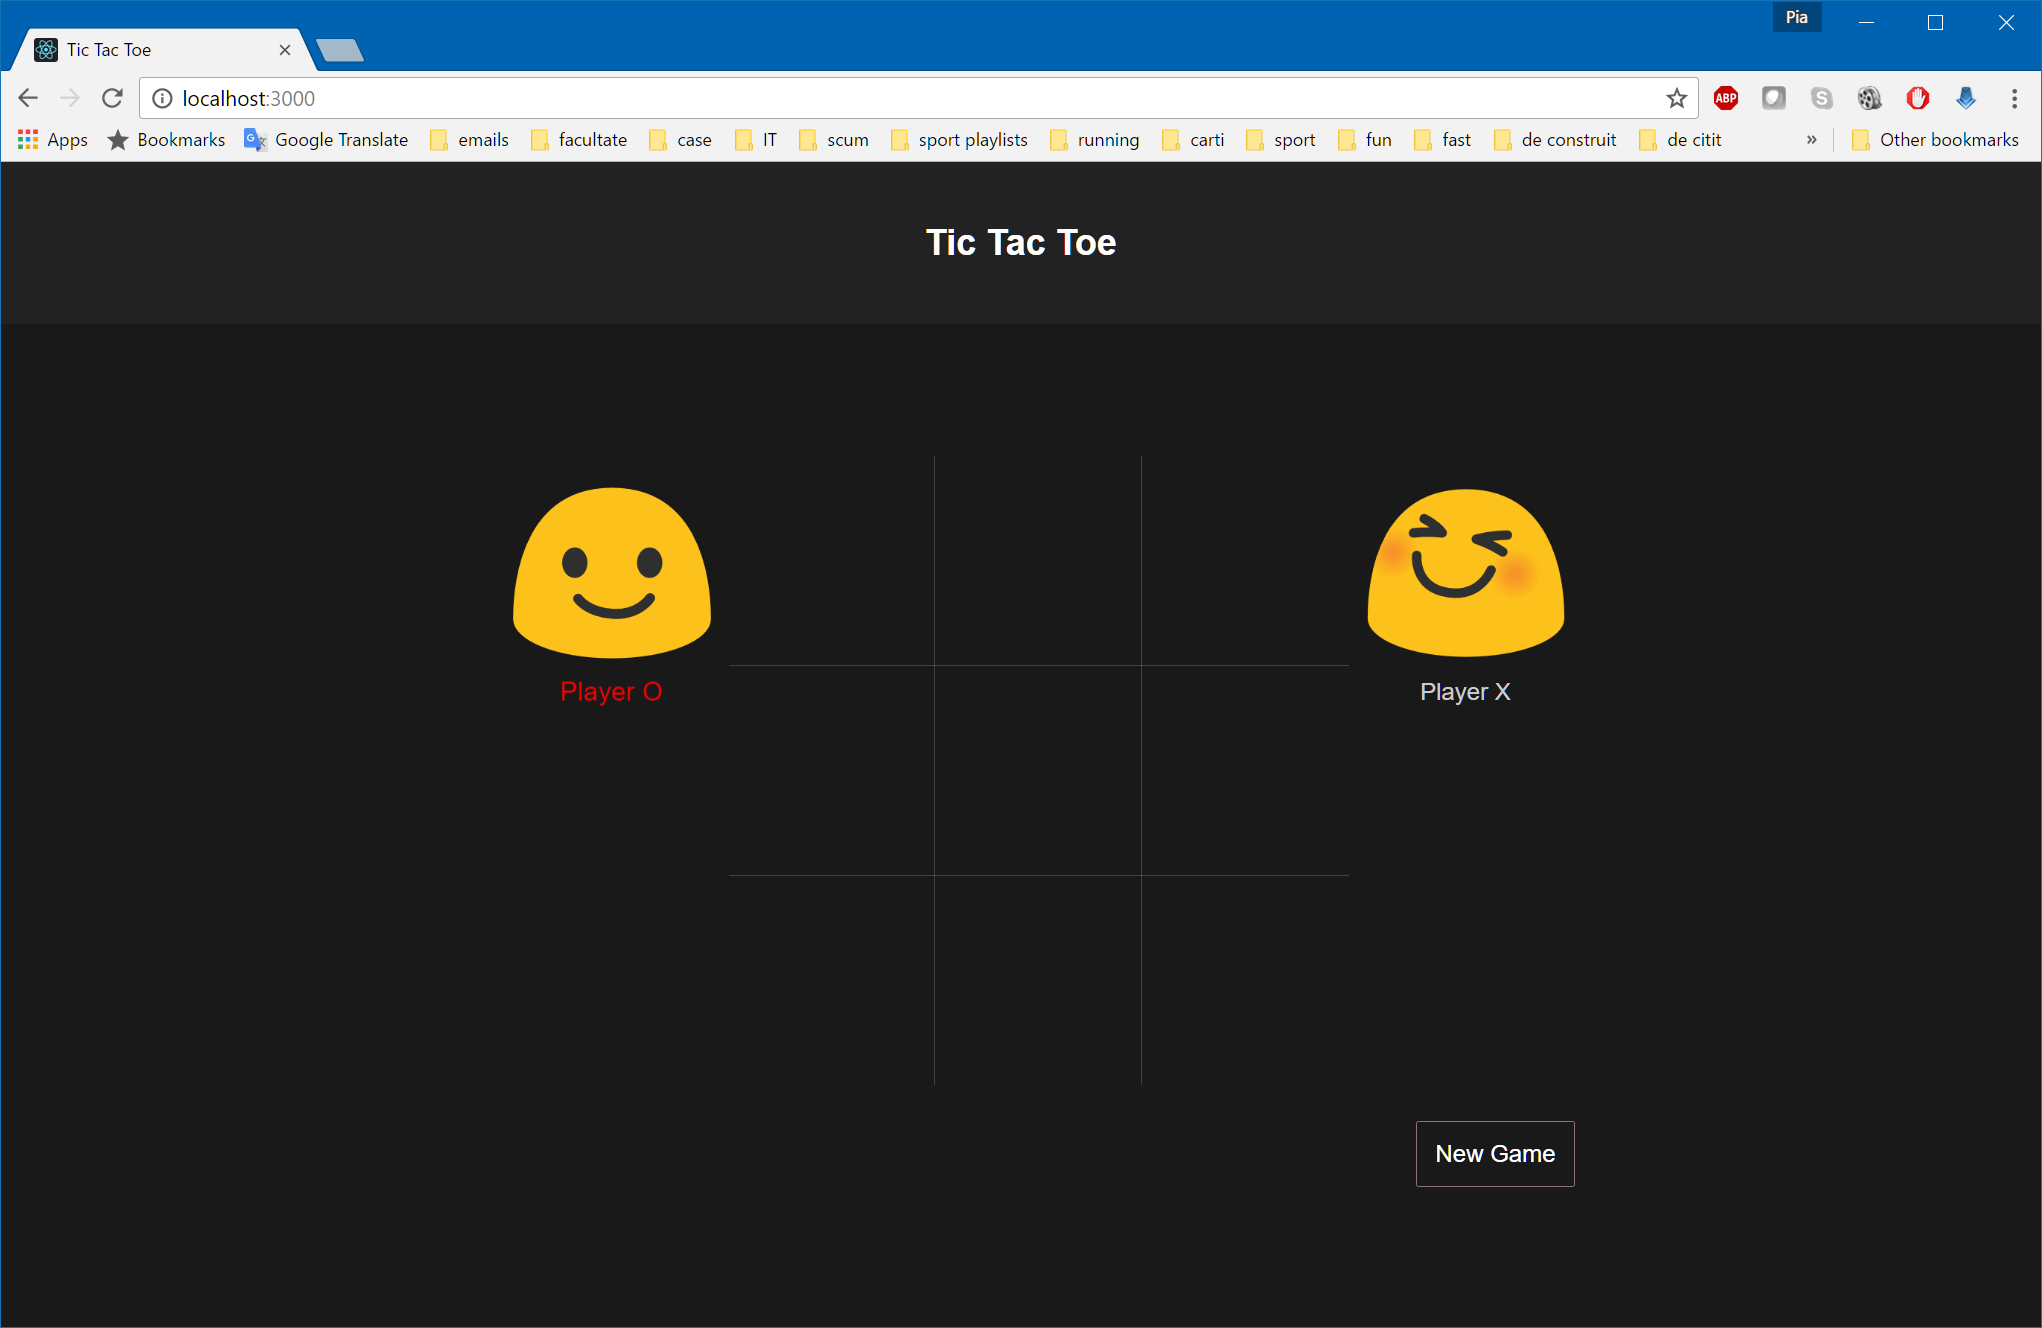 Pia
Tic Tac Toe
localhost:3000
ABP
S
Apps Bookmarks G Google Translate emails facultate case IT scum sport playlists running carti sport fun fast de construit de citit » Other bookmarks
Tic Tac Toe
Player O Player X
New Game